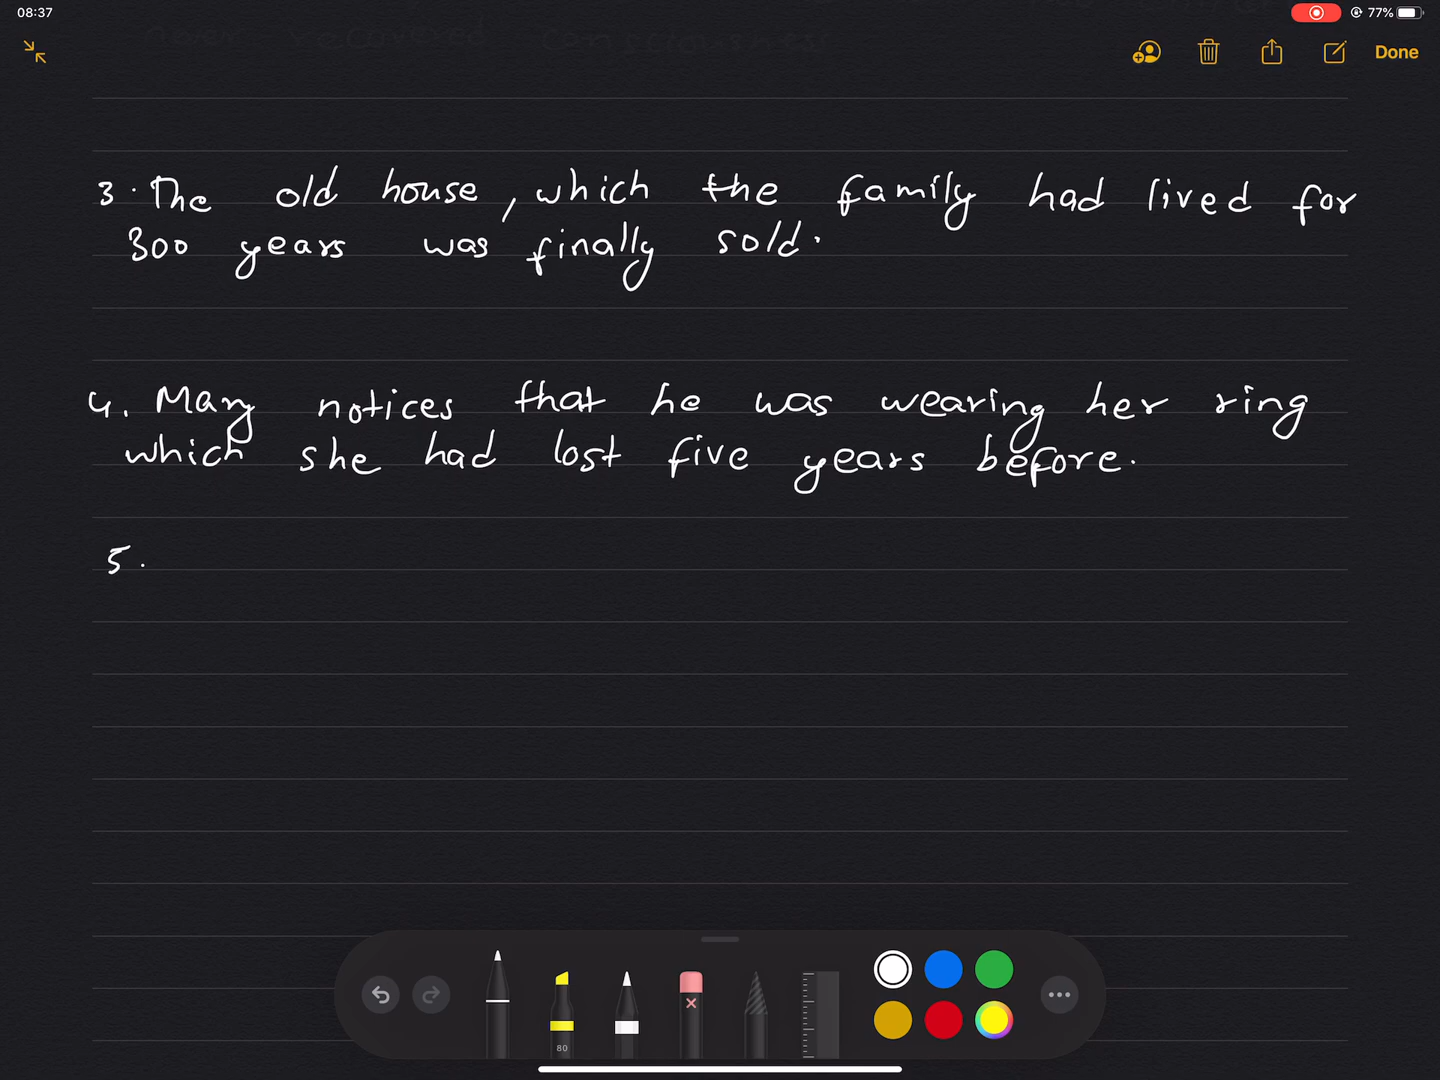 08:37
77%
Done
3. The old house, which the family had lived for
300 years was finally sold.
4. Mary notices that he was wearing her ring
which she had lost five years before.
5.
80